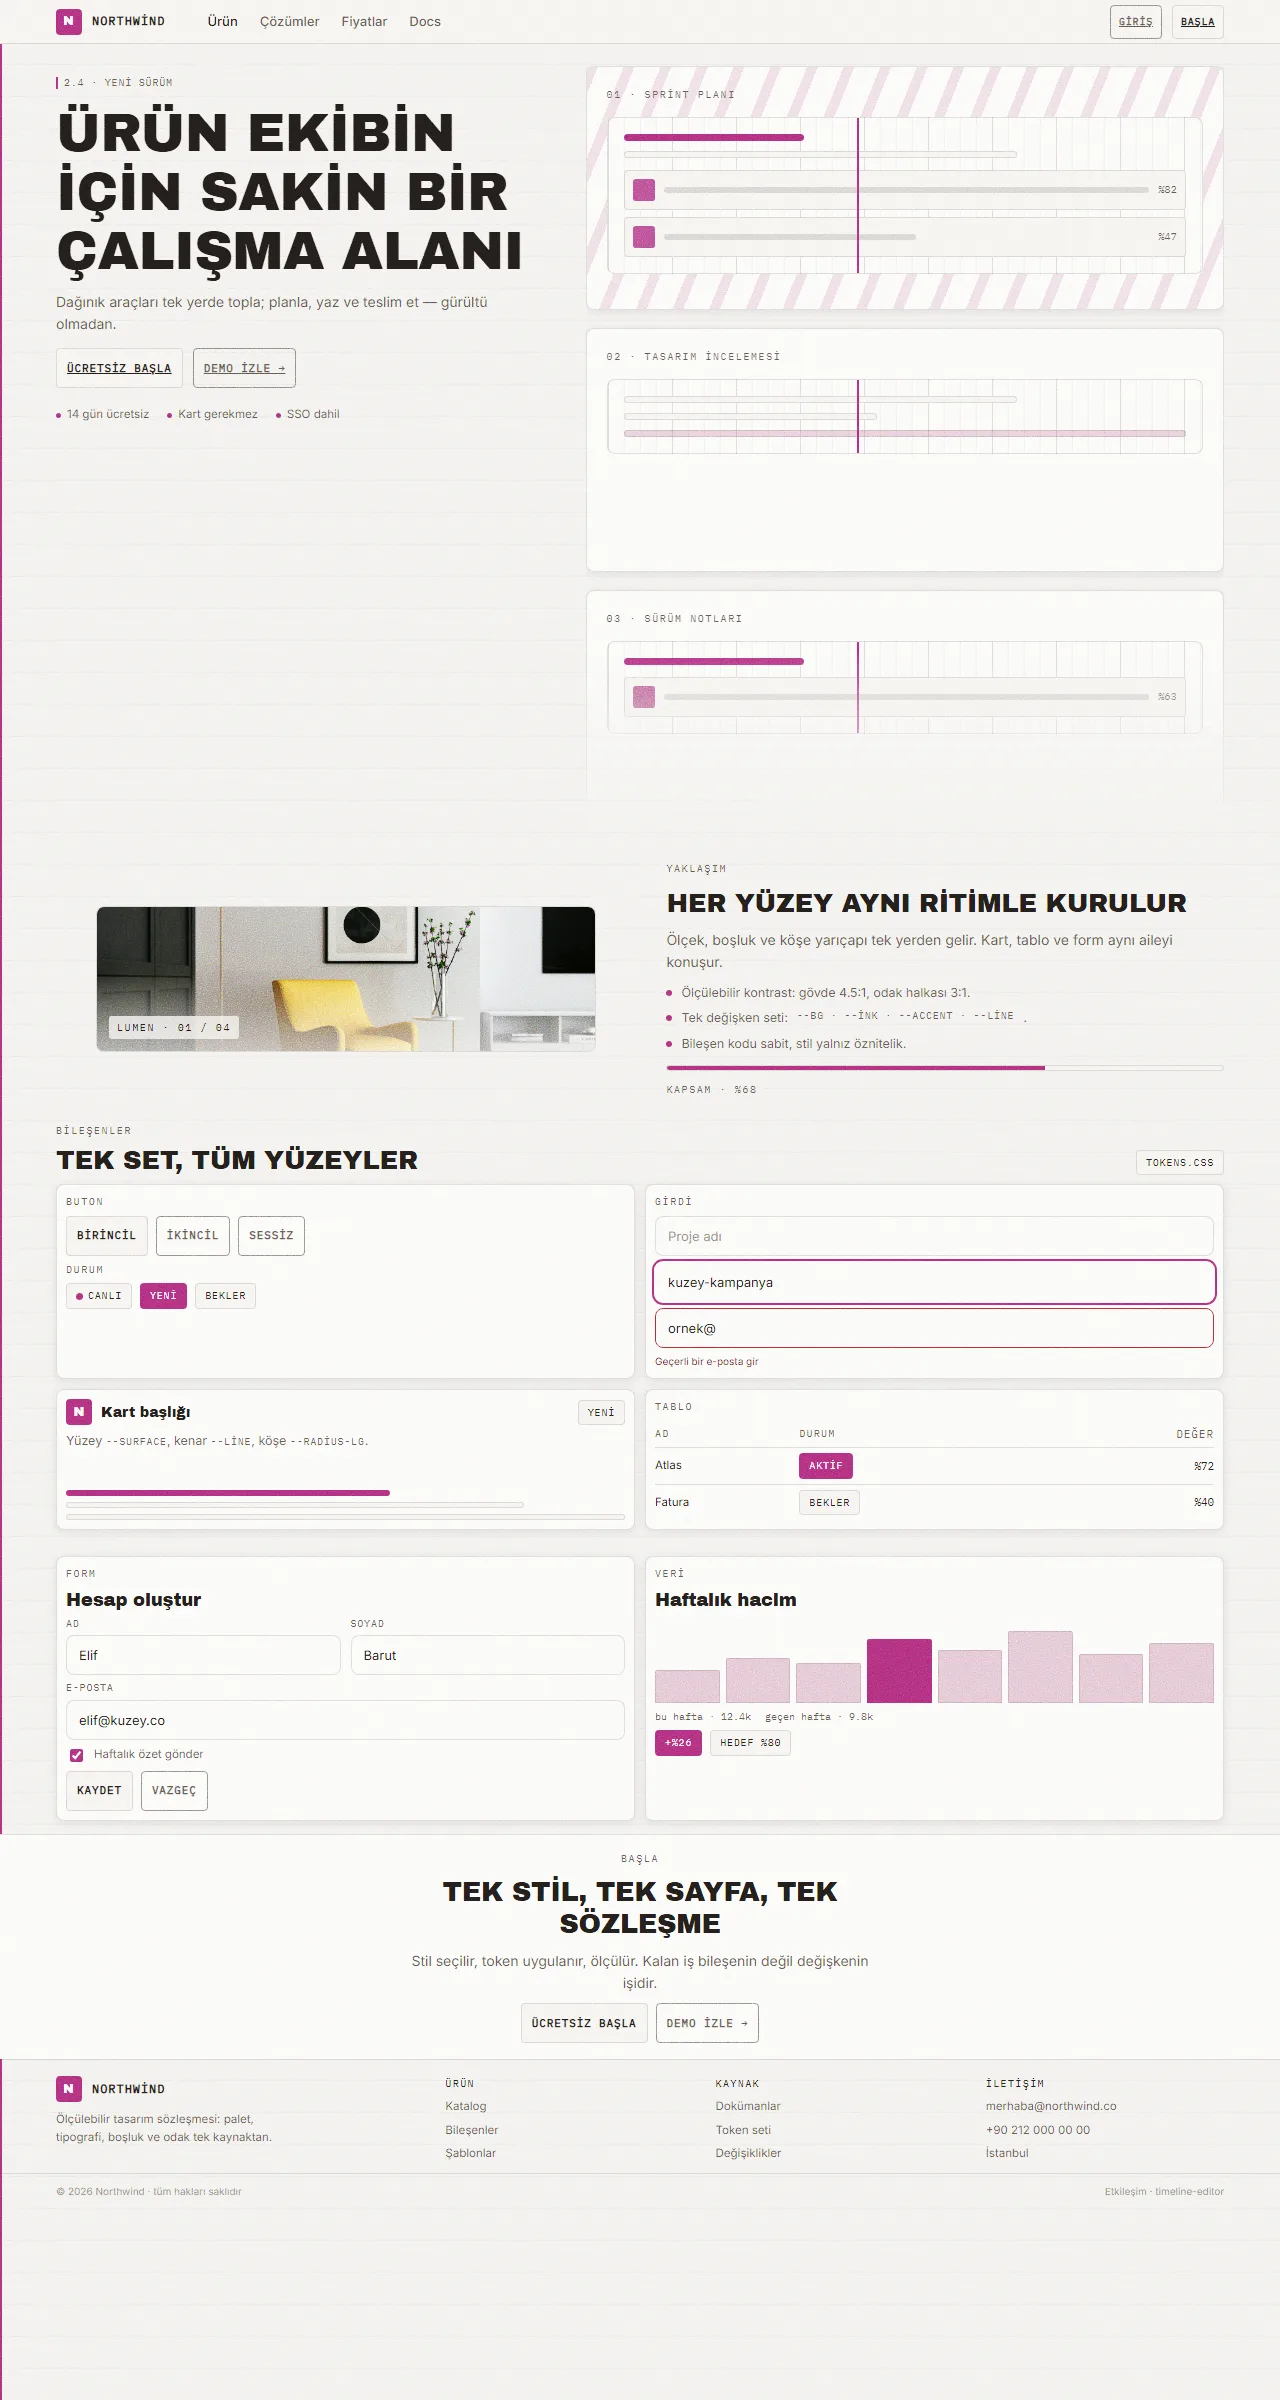 N NORTHWİND Ürün Çözümler Fiyatlar Docs GİRİŞ BAŞLA
2.4 · YENİ SÜRÜM
ÜRÜN EKİBİN
İÇİN SAKİN BİR
ÇALIŞMA ALANI
Dağınık araçları tek yerde topla; planla, yaz ve teslim et — gürültü
olmadan.
ÜCRETSİZ BAŞLA DEMO İZLE →
14 gün ücretsiz Kart gerekmez SSO dahil
01 · SPRİNT PLANI
%82
%47
02 · TASARIM İNCELEMESİ
03 · SÜRÜM NOTLARI
%63
LUMEN · 01 / 04
YAKLAŞIM
HER YÜZEY AYNI RİTİMLE KURULUR
Ölçek, boşluk ve köşe yarıçapı tek yerden gelir. Kart, tablo ve form aynı aileyi
konuşur.
Ölçülebilir kontrast: gövde 4.5:1, odak halkası 3:1.
Tek değişken seti: --BG · --İNK · --ACCENT · --LİNE .
Bileşen kodu sabit, stil yalnız öznitelik.
KAPSAM · %68
BİLEŞENLER
TEK SET, TÜM YÜZEYLER
TOKENS.CSS
BUTON
BİRİNCİL İKİNCİL SESSİZ
DURUM
CANLI YENİ BEKLER
GİRDİ
Proje adı
kuzey-kampanya
ornek@
Geçerli bir e-posta gir
N Kart başlığı YENİ
Yüzey --SURFACE, kenar --LİNE, köşe --RADİUS-LG.
TABLO
AD DURUM DEĞER
Atlas AKTİF %72
Fatura BEKLER %40
FORM
Hesap oluştur
AD SOYAD
Elif Barut
E-POSTA
elif@kuzey.co
Haftalık özet gönder
KAYDET VAZGEÇ
VERİ
Haftalık hacim
bu hafta · 12.4k geçen hafta · 9.8k
+%26 HEDEF %80
BAŞLA
TEK STİL, TEK SAYFA, TEK
SÖZLEŞME
Stil seçilir, token uygulanır, ölçülür. Kalan iş bileşenin değil değişkenin
işidir.
ÜCRETSİZ BAŞLA DEMO İZLE →
N NORTHWİND
Ölçülebilir tasarım sözleşmesi: palet,
tipografi, boşluk ve odak tek kaynaktan.
ÜRÜN
Katalog
Bileşenler
Şablonlar
KAYNAK
Dokümanlar
Token seti
Değişiklikler
İLETİŞİM
merhaba@northwind.co
+90 212 000 00 00
İstanbul
© 2026 Northwind · tüm hakları saklıdır
Etkileşim · timeline-editor